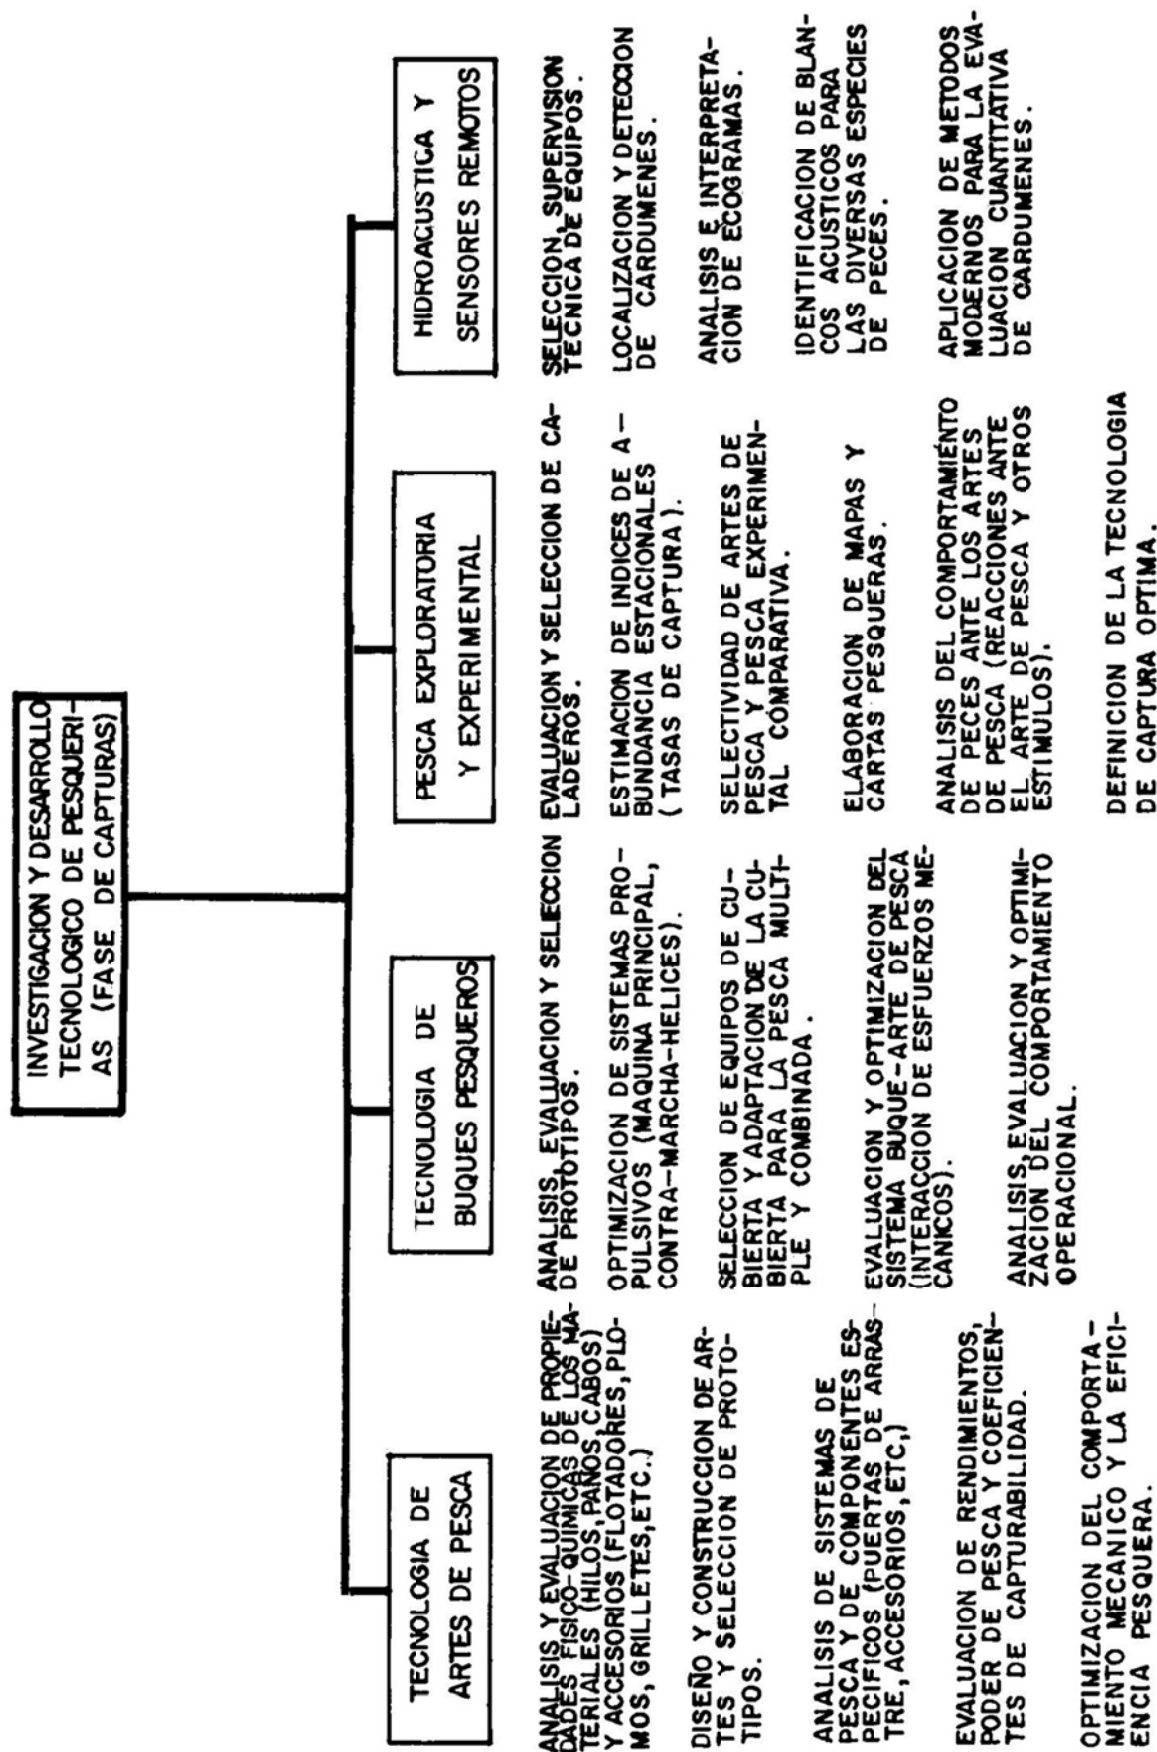 INVESTIGACION Y DESARROLLO
TECNOLOGICO DE PESQUERI-
AS (FASE DE CAPTURAS)
TECNOLOGIA DE
ARTES DE PESCA
ANALISIS Y EVALUACION DE PROPIE-
DADES FISICO-QUIMICAS DE LOS MA-
TERIALES (HILOS, PAÑOS, CABOS)
Y ACCESORIOS (FLOTADORES, PLO-
MOS, GRILLETES, ETC.)
DISEÑO Y CONSTRUCCION DE AR-
TES Y SELECCION DE PROTO-
TIPOS.
ANALISIS DE SISTEMAS DE
PESCA Y DE COMPONENTES ES-
PECIFICOS (PUERTAS DE ARRAS-
TRE, ACCESORIOS, ETC,)
EVALUACION DE RENDIMIENTOS,
PODER DE PESCA Y COEFICIEN-
TES DE CAPTURABILIDAD.
OPTIMIZACION DEL COMPORTA-
MIENTO MECANICO Y LA EFICI-
ENCIA PESQUERA.
TECNOLOGIA DE
BUQUES PESQUEROS
ANALISIS, EVALUACION Y SELECCION
DE PROTOTIPOS.
OPTIMIZACION DE SISTEMAS PRO-
PULSIVOS (MAQUINA PRINCIPAL,
CONTRA-MARCHA-HELICES).
SELECCION DE EQUIPOS DE CU-
BIERTA Y ADAPTACION DE LA CU-
BIERTA PARA LA PESCA MULTI-
PLE Y COMBINADA.
EVALUACION Y OPTIMIZACION DEL
SISTEMA BUQUE-ARTE DE PESCA
(INTERACCION DE ESFUERZOS ME-
CANICOS).
ANALISIS, EVALUACION Y OPTIMI-
ZACION DEL COMPORTAMIENTO
OPERACIONAL.
PESCA EXPLORATORIA
Y EXPERIMENTAL
EVALUACION Y SELECCION DE CA-
LADEROS.
ESTIMACION DE INDICES DE A-
BUNDANCIA ESTACIONALES
(TASAS DE CAPTURA).
SELECTIVIDAD DE ARTES DE
PESCA Y PESCA EXPERIMEN-
TAL COMPARATIVA.
ELABORACION DE MAPAS Y
CARTAS PESQUERAS.
ANALISIS DEL COMPORTAMIENTO
DE PECES ANTE LOS ARTES
DE PESCA (REACCIONES ANTE
EL ARTE DE PESCA Y OTROS
ESTIMULOS).
DEFINICION DE LA TECNOLOGIA
DE CAPTURA OPTIMA.
HIDROACUSTICA Y
SENSORES REMOTOS
SELECCION, SUPERVISION
TECNICA DE EQUIPOS.
LOCALIZACION Y DETECCION
DE CARDUMENES.
ANALISIS E INTERPRETA-
CION DE ECOGRAMAS.
IDENTIFICACION DE BLAN-
COS ACUSTICOS PARA
LAS DIVERSAS ESPECIES
DE PECES.
APLICACION DE METODOS
MODERNOS PARA LA EVA-
LUACION CUANTITATIVA
DE CARDUMENES.